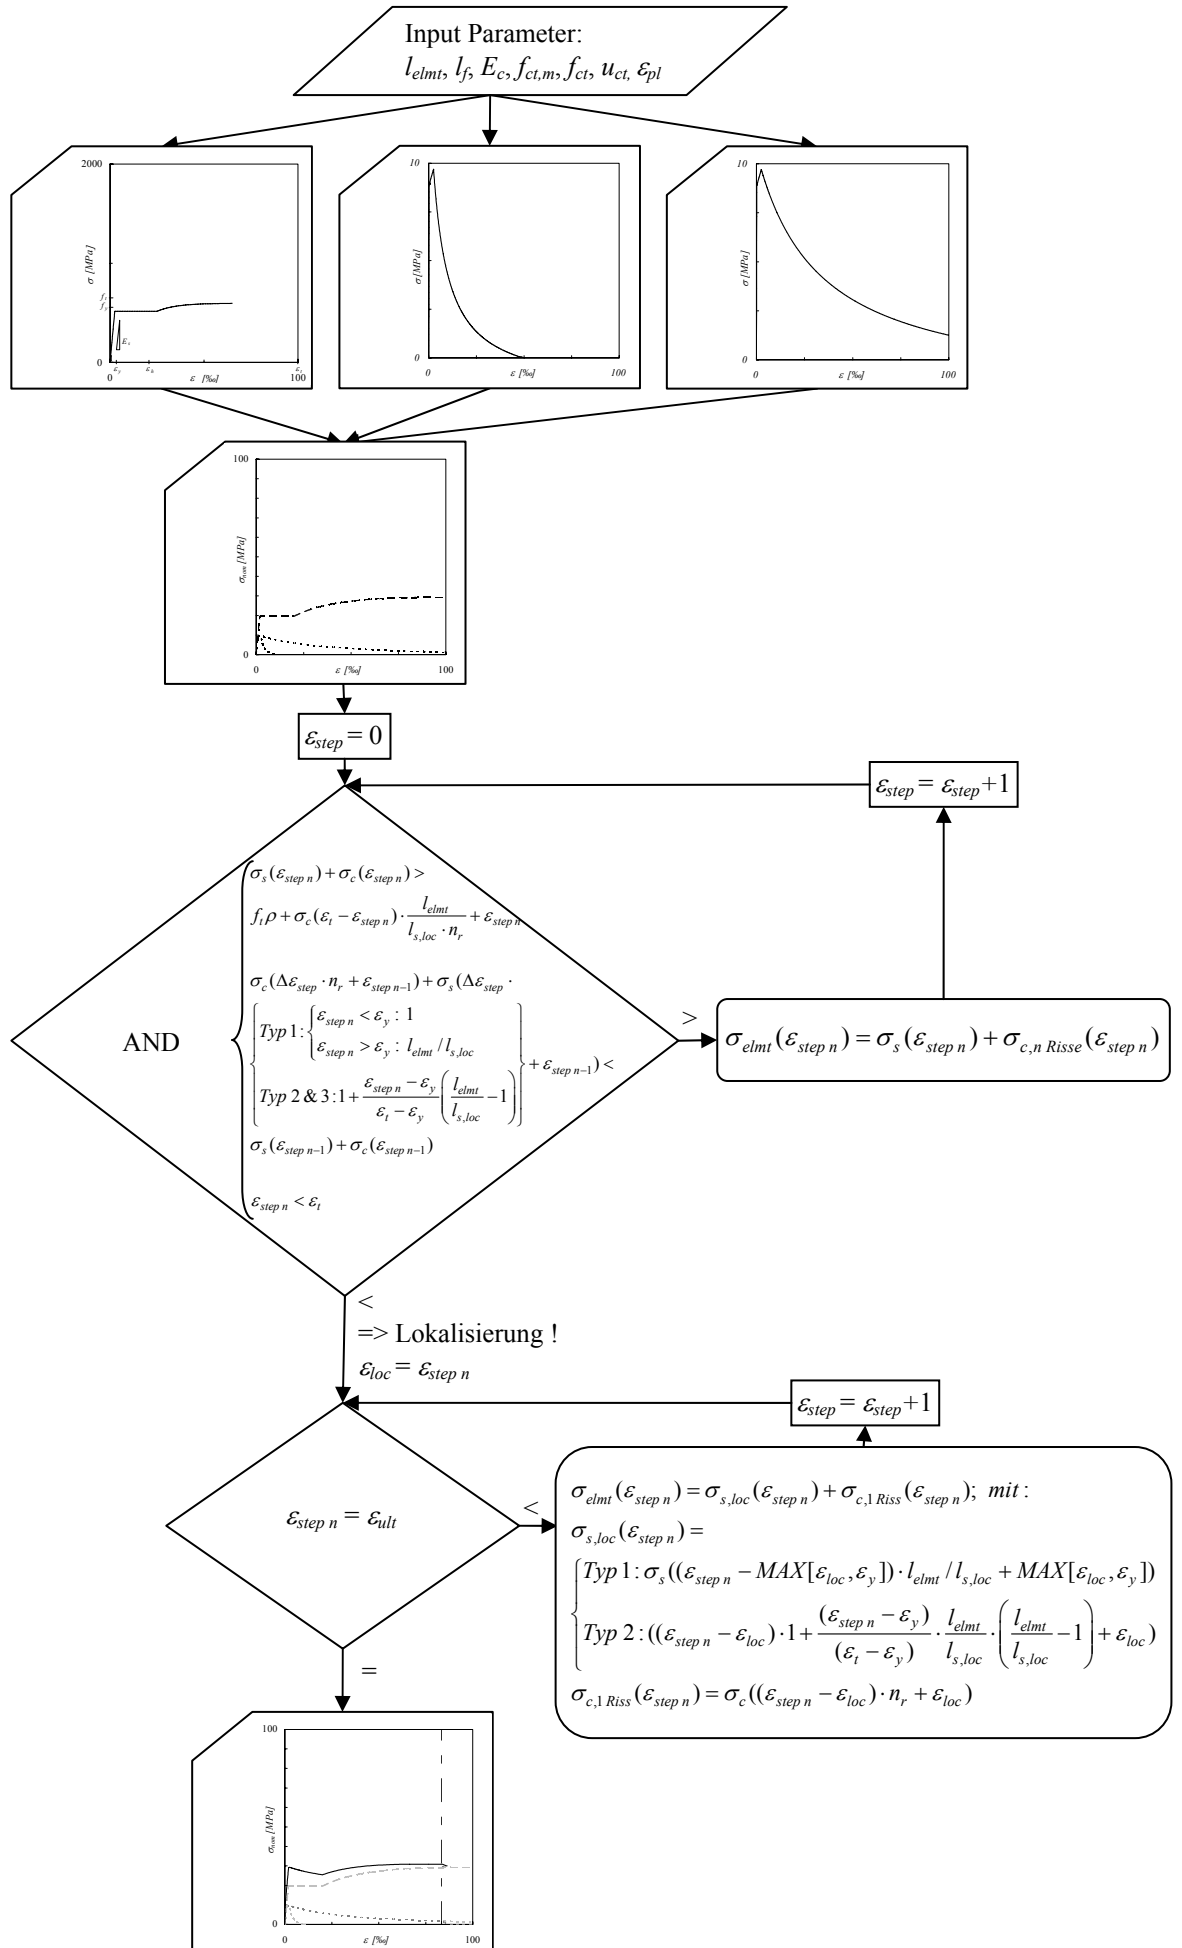 Input Parameter:
l_elmt, l_f, E_c, f_ct,m, f_ct, u_ct, ε_pl
2000
σ [MPa]
f_t
f_y
E_s
0
ε_y ε_h ε_t
0 ε [‰] 100
10
σ [MPa]
0
0 ε [‰] 100
10
σ [MPa]
0
0 ε [‰] 100
100
σ_nom [MPa]
0
0 ε [‰] 100
ε_step = 0
ε_step = ε_step+1
AND
σ_s(ε_step n) + σ_c(ε_step n) >
f_t ρ + σ_c(ε_t − ε_step n) · l_elmt / (l_s,loc · n_r) + ε_step n
σ_c(Δε_step · n_r + ε_step n−1) + σ_s(Δε_step ·
{Typ 1: {ε_step n < ε_y : 1
ε_step n > ε_y : l_elmt / l_s,loc
Typ 2 & 3: 1 + (ε_step n − ε_y)/(ε_t − ε_y) (l_elmt/l_s,loc − 1)} + ε_step n−1) <
σ_s(ε_step n−1) + σ_c(ε_step n−1)
ε_step n < ε_t
>
σ_elmt(ε_step n) = σ_s(ε_step n) + σ_c,n Risse(ε_step n)
<
=> Lokalisierung !
ε_loc = ε_step n
ε_step = ε_step+1
ε_step n = ε_ult
<
σ_elmt(ε_step n) = σ_s,loc(ε_step n) + σ_c,1 Riss(ε_step n); mit:
σ_s,loc(ε_step n) =
{Typ 1: σ_s((ε_step n − MAX[ε_loc, ε_y]) · l_elmt / l_s,loc + MAX[ε_loc, ε_y])
Typ 2: ((ε_step n − ε_loc) · 1 + (ε_step n − ε_y)/(ε_t − ε_y) · l_elmt/l_s,loc · (l_elmt/l_s,loc − 1) + ε_loc)
σ_c,1 Riss(ε_step n) = σ_c((ε_step n − ε_loc) · n_r + ε_loc)
=
100
σ_nom [MPa]
0
0 ε [‰] 100